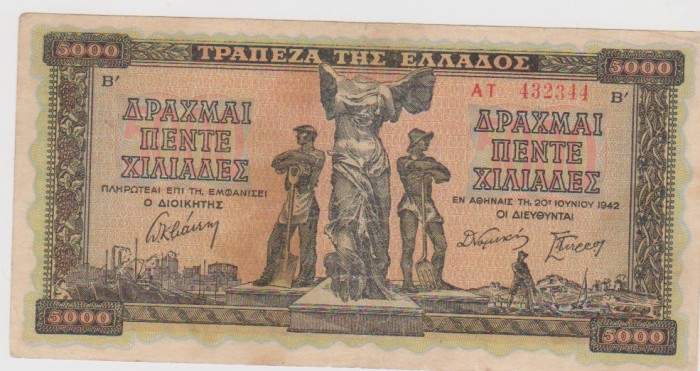 5000
ΤΡΑΠΕΖΑ ΤΗΣ ΕΛΛΑΔΟΣ
5000
Β′
ΑΤ 432344 Β′
ΔΡΑΧΜΑΙ
ΠΕΝΤΕ
ΧΙΛΙΑΔΕΣ
ΠΛΗΡΩΤΕΑΙ ΕΠΙ ΤΗ, ΕΜΦΑΝΙΣΕΙ
Ο ΔΙΟΙΚΗΤΗΣ
ΔΡΑΧΜΑΙ
ΠΕΝΤΕ
ΧΙΛΙΑΔΕΣ
ΕΝ ΑΘΗΝΑΙΣ ΤΗ, 20ῃ ΙΟΥΝΙΟΥ 1942
ΟΙ ΔΙΕΥΘΥΝΤΑΙ
5000
5000